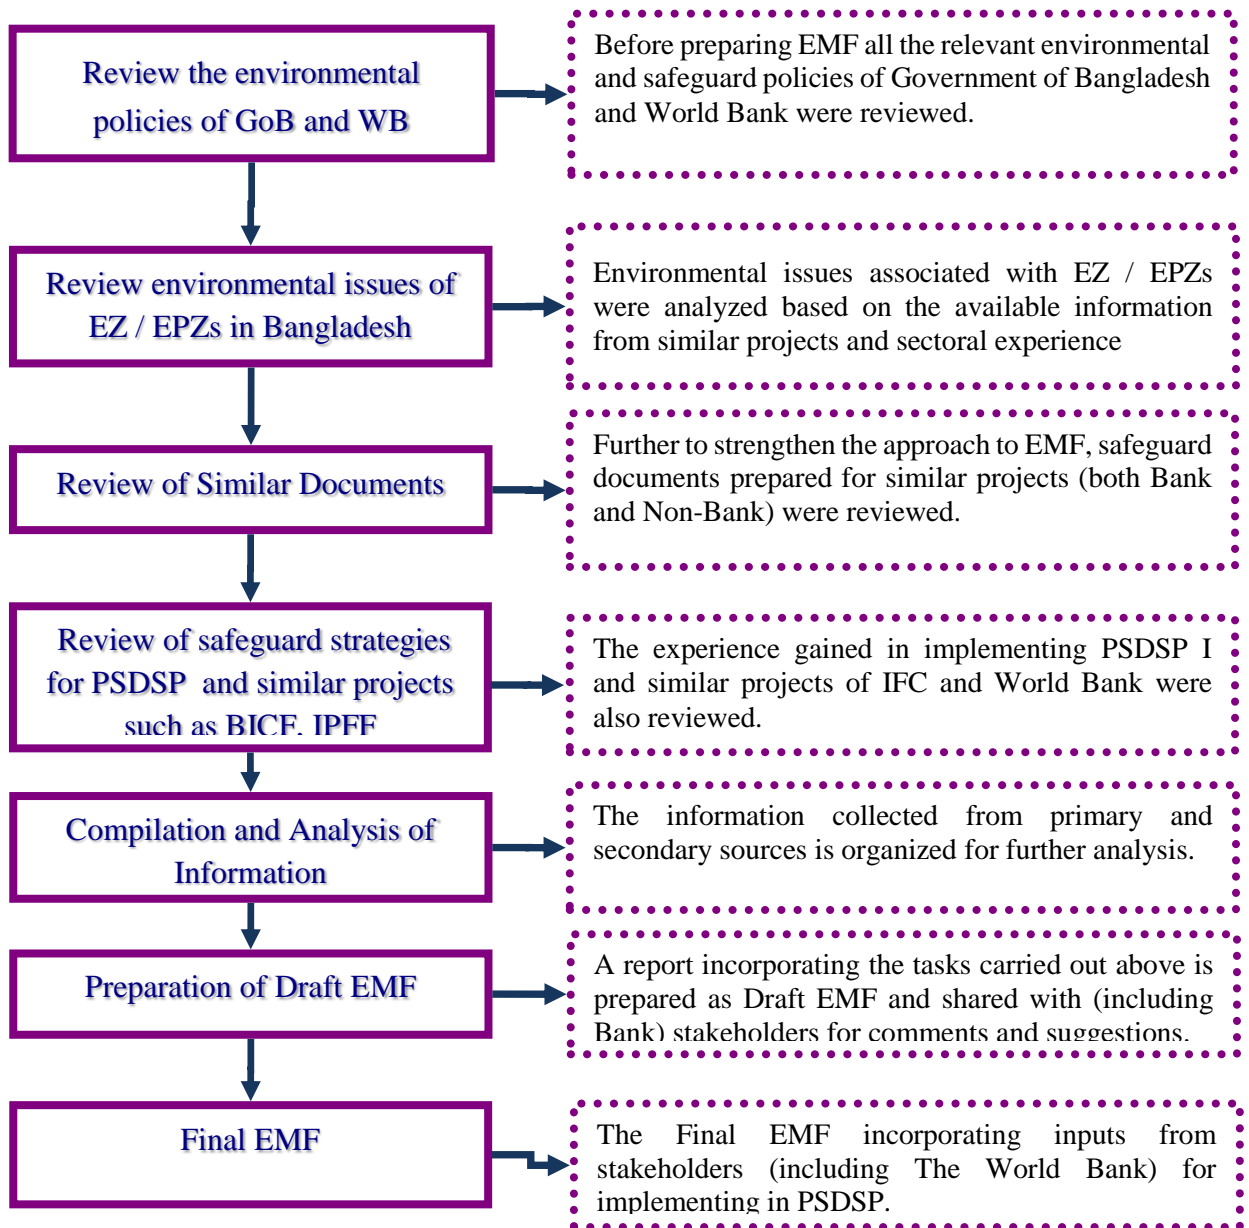 Review the environmental
policies of GoB and WB
Before preparing EMF all the relevant environmental
and safeguard policies of Government of Bangladesh
and World Bank were reviewed.
Review environmental issues of
EZ / EPZs in Bangladesh
Environmental issues associated with EZ / EPZs
were analyzed based on the available information
from similar projects and sectoral experience
Review of Similar Documents
Further to strengthen the approach to EMF, safeguard
documents prepared for similar projects (both Bank
and Non-Bank) were reviewed.
Review of safeguard strategies
for PSDSP and similar projects
such as BICF, IPFF
The experience gained in implementing PSDSP I
and similar projects of IFC and World Bank were
also reviewed.
Compilation and Analysis of
Information
The information collected from primary and
secondary sources is organized for further analysis.
Preparation of Draft EMF
A report incorporating the tasks carried out above is
prepared as Draft EMF and shared with (including
Bank) stakeholders for comments and suggestions.
Final EMF
The Final EMF incorporating inputs from
stakeholders (including The World Bank) for
implementing in PSDSP.